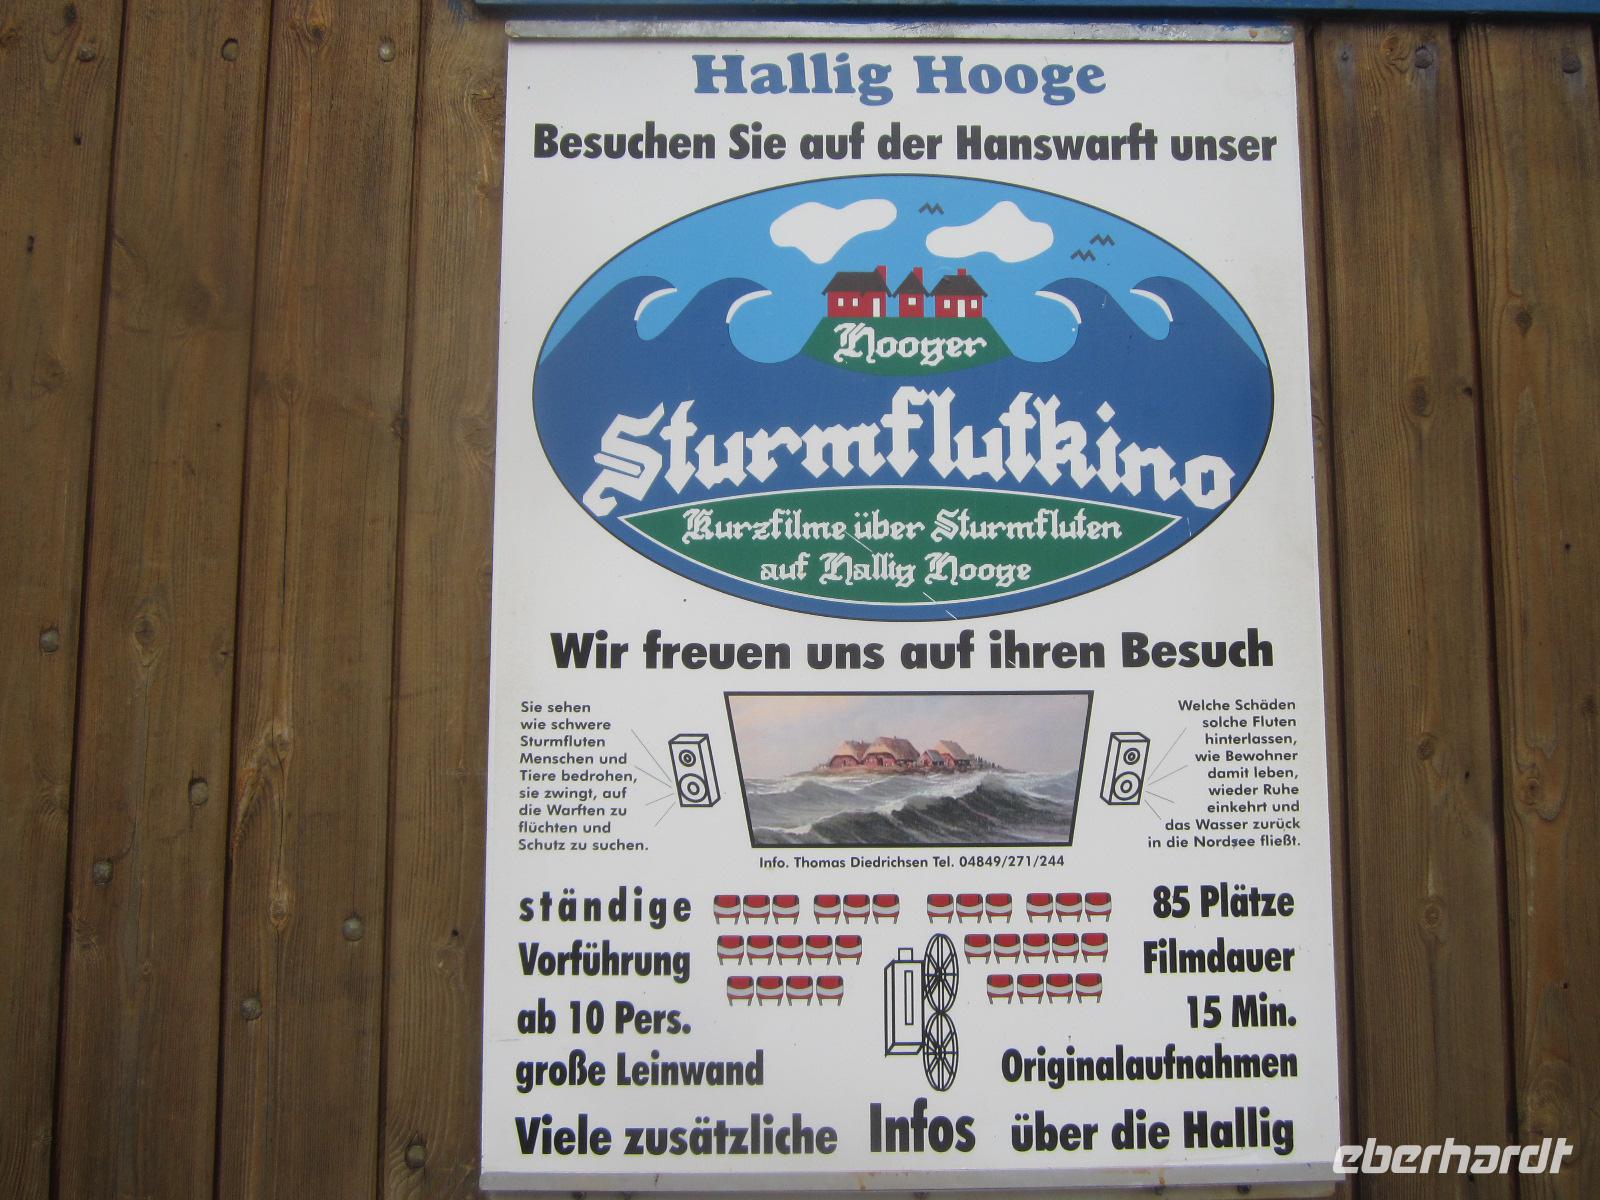 Hallig Hooge
Besuchen Sie auf der Hanswarft unser
Hooger
Sturmflutkino
Kurzfilme über Sturmfluten
auf Hallig Hooge
Wir freuen uns auf ihren Besuch
Sie sehen
wie schwere
Sturmfluten
Menschen und
Tiere bedrohen,
sie zwingt, auf
die Warften zu
flüchten und
Schutz zu suchen.
Welche Schäden
solche Fluten
hinterlassen,
wie Bewohner
damit leben,
wieder Ruhe
einkehrt und
das Wasser zurück
in die Nordsee fließt.
Info. Thomas Diedrichsen Tel. 04849/271/244
ständige
Vorführung
ab 10 Pers.
große Leinwand
85 Plätze
Filmdauer
15 Min.
Originalaufnahmen
Viele zusätzliche Infos über die Hallig
eberhardt